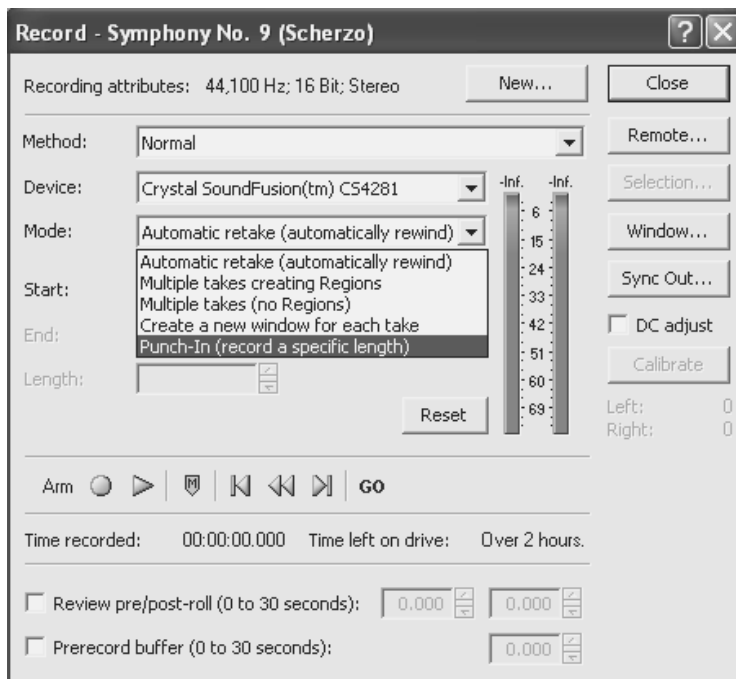 Record - Symphony No. 9 (Scherzo)
Recording attributes: 44,100 Hz; 16 Bit; Stereo
New...
Close
Method:
Normal
Remote...
Device:
Crystal SoundFusion(tm) CS4281
-Inf. -Inf.
Selection...
Mode:
Automatic retake (automatically rewind)
Window...
Automatic retake (automatically rewind)
Multiple takes creating Regions
Multiple takes (no Regions)
Create a new window for each take
Punch-In (record a specific length)
Start:
End:
Length:
6
15
24
33
42
51
60
69
Sync Out...
DC adjust
Calibrate
Left: 0
Right: 0
Reset
Arm
M
GO
Time recorded: 00:00:00.000 Time left on drive: Over 2 hours.
Review pre/post-roll (0 to 30 seconds): 0.000 0.000
Prerecord buffer (0 to 30 seconds): 0.000